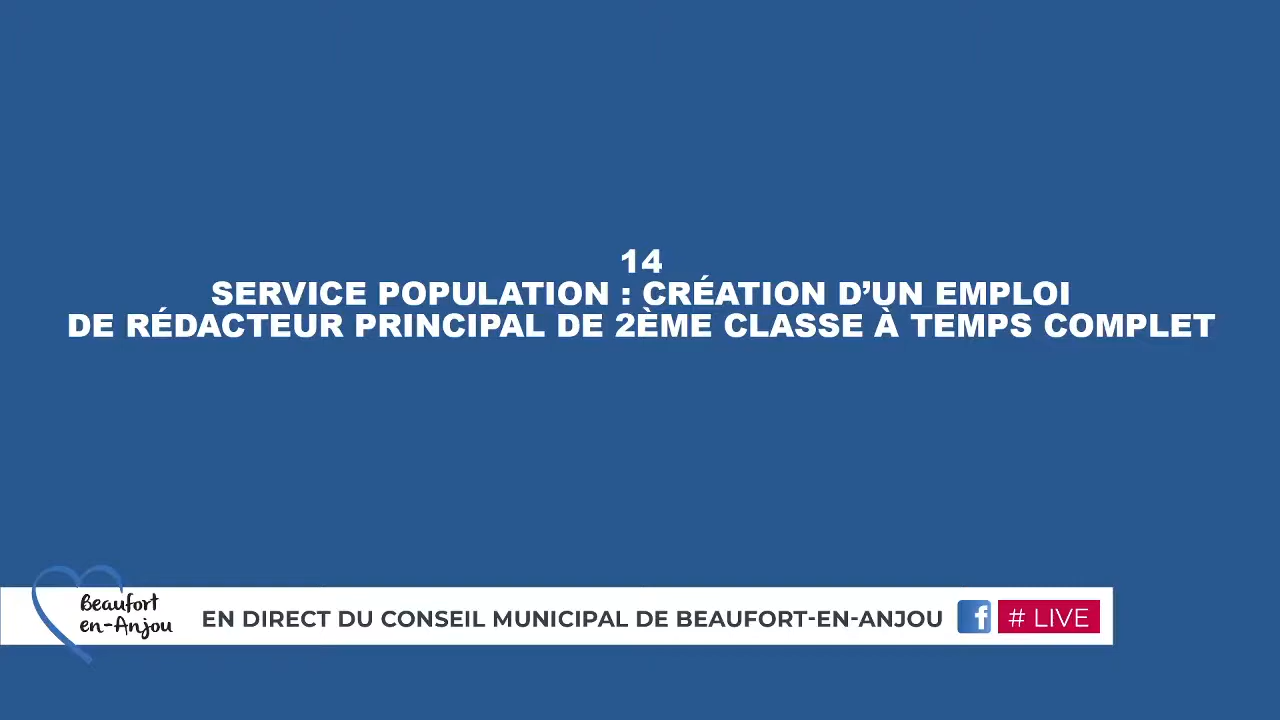 14
SERVICE POPULATION : CRÉATION D’UN EMPLOI
DE RÉDACTEUR PRINCIPAL DE 2ÈME CLASSE À TEMPS COMPLET
Beaufort
en-Anjou
EN DIRECT DU CONSEIL MUNICIPAL DE BEAUFORT-EN-ANJOU f # LIVE